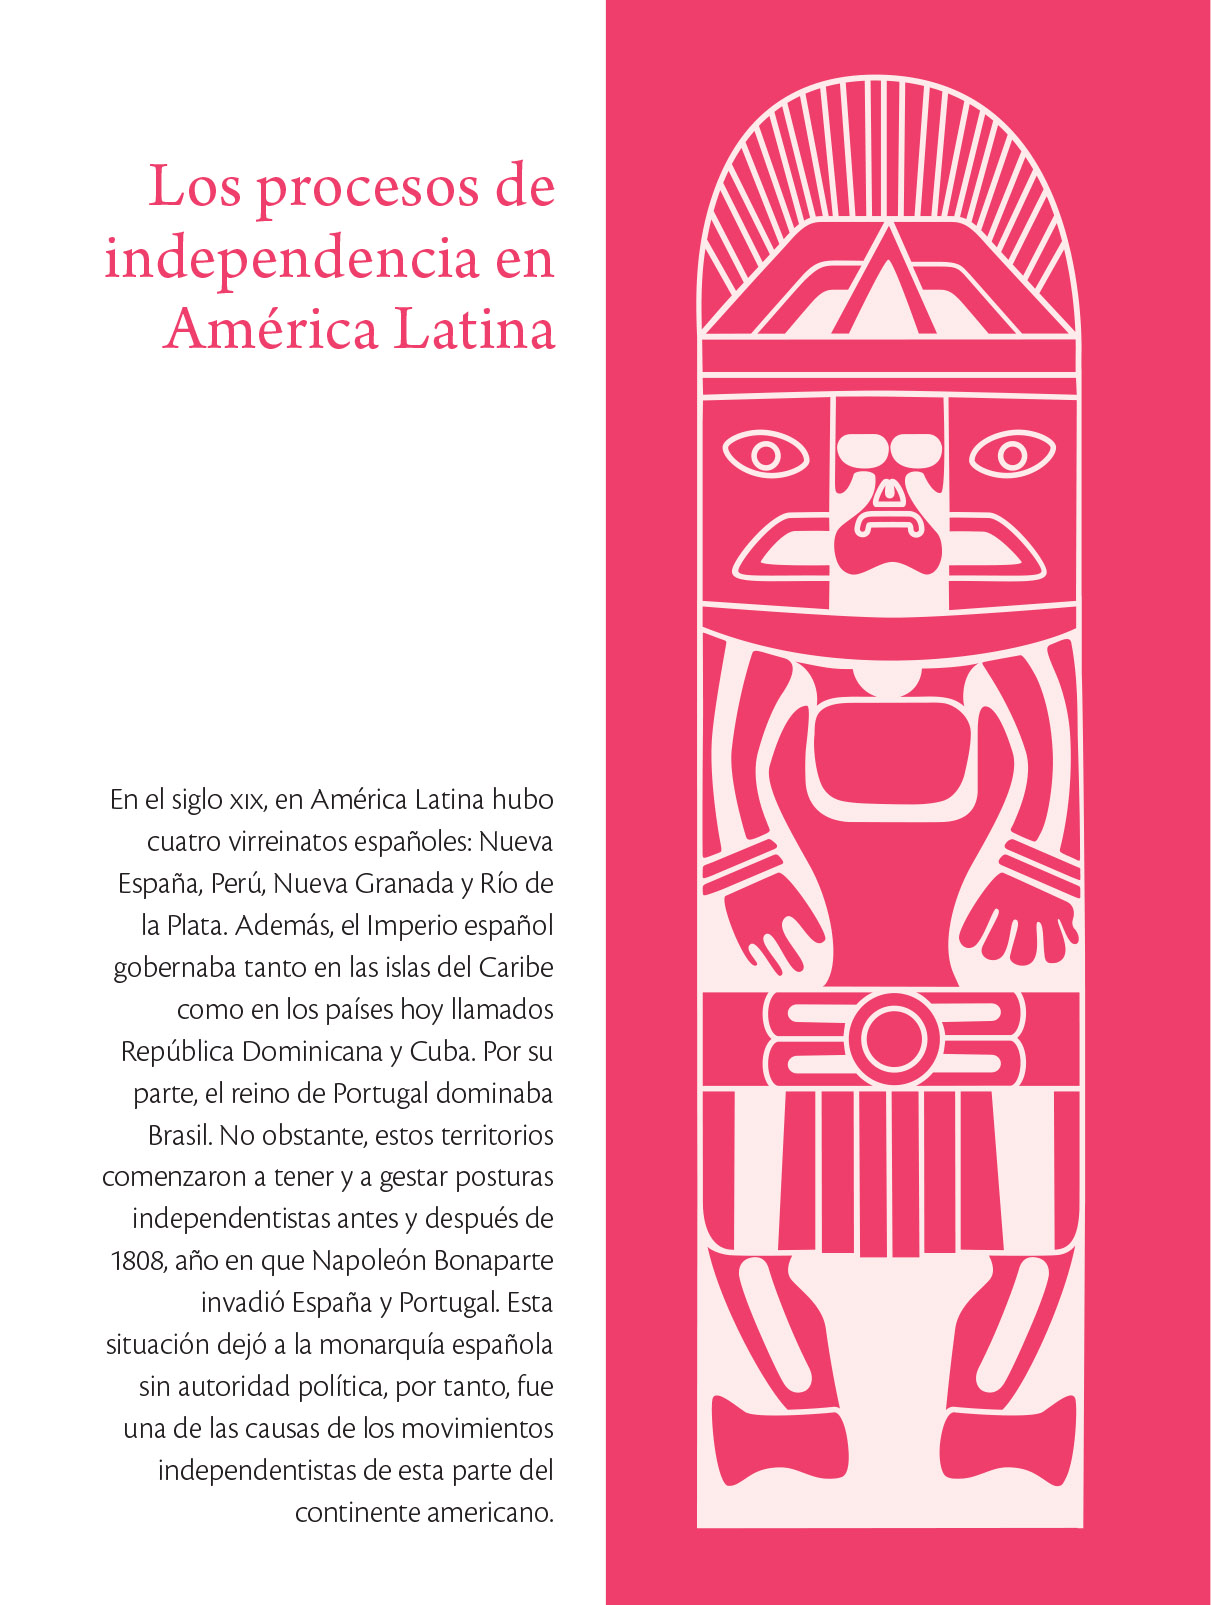 Los procesos de
independencia en
América Latina
En el siglo XIX, en América Latina hubo
cuatro virreinatos españoles: Nueva
España, Perú, Nueva Granada y Río de
la Plata. Además, el Imperio español
gobernaba tanto en las islas del Caribe
como en los países hoy llamados
República Dominicana y Cuba. Por su
parte, el reino de Portugal dominaba
Brasil. No obstante, estos territorios
comenzaron a tener y a gestar posturas
independentistas antes y después de
1808, año en que Napoleón Bonaparte
invadió España y Portugal. Esta
situación dejó a la monarquía española
sin autoridad política, por tanto, fue
una de las causas de los movimientos
independentistas de esta parte del
continente americano.